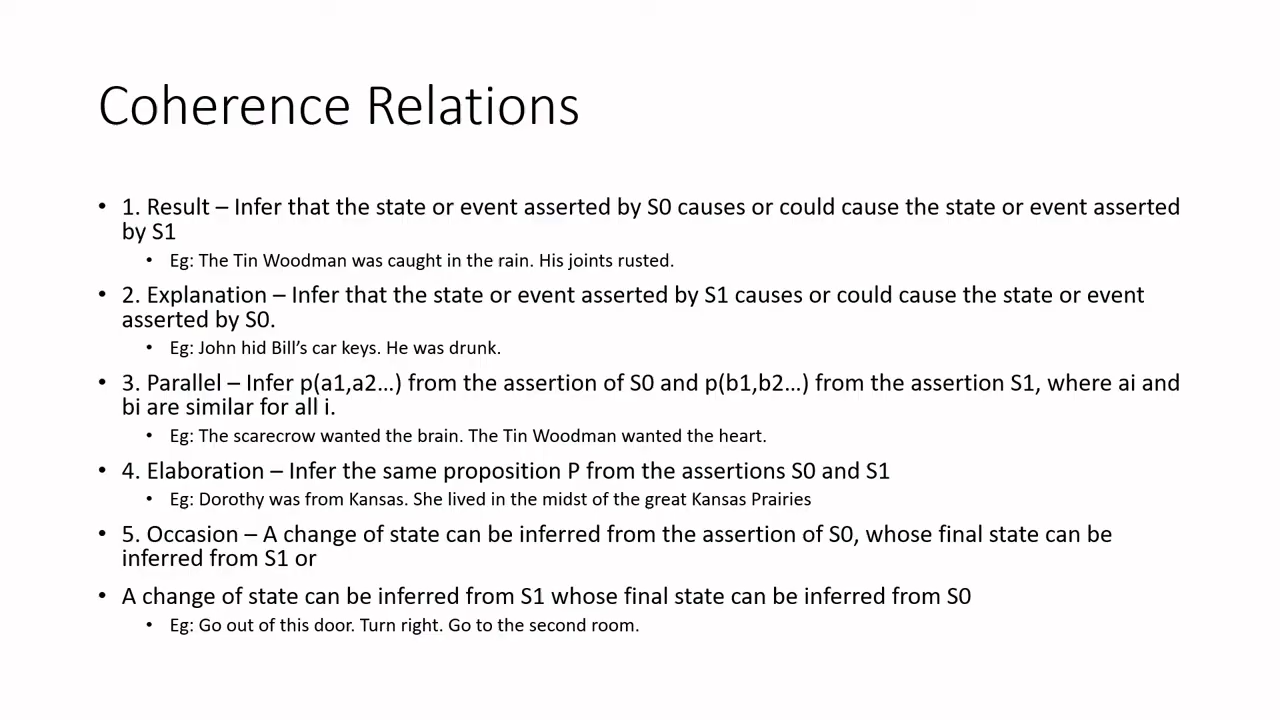 Coherence Relations
• 1. Result – Infer that the state or event asserted by S0 causes or could cause the state or event asserted
by S1
• Eg: The Tin Woodman was caught in the rain. His joints rusted.
• 2. Explanation – Infer that the state or event asserted by S1 causes or could cause the state or event
asserted by S0.
• Eg: John hid Bill’s car keys. He was drunk.
• 3. Parallel – Infer p(a1,a2…) from the assertion of S0 and p(b1,b2…) from the assertion S1, where ai and
bi are similar for all i.
• Eg: The scarecrow wanted the brain. The Tin Woodman wanted the heart.
• 4. Elaboration – Infer the same proposition P from the assertions S0 and S1
• Eg: Dorothy was from Kansas. She lived in the midst of the great Kansas Prairies
• 5. Occasion – A change of state can be inferred from the assertion of S0, whose final state can be
inferred from S1 or
• A change of state can be inferred from S1 whose final state can be inferred from S0
• Eg: Go out of this door. Turn right. Go to the second room.